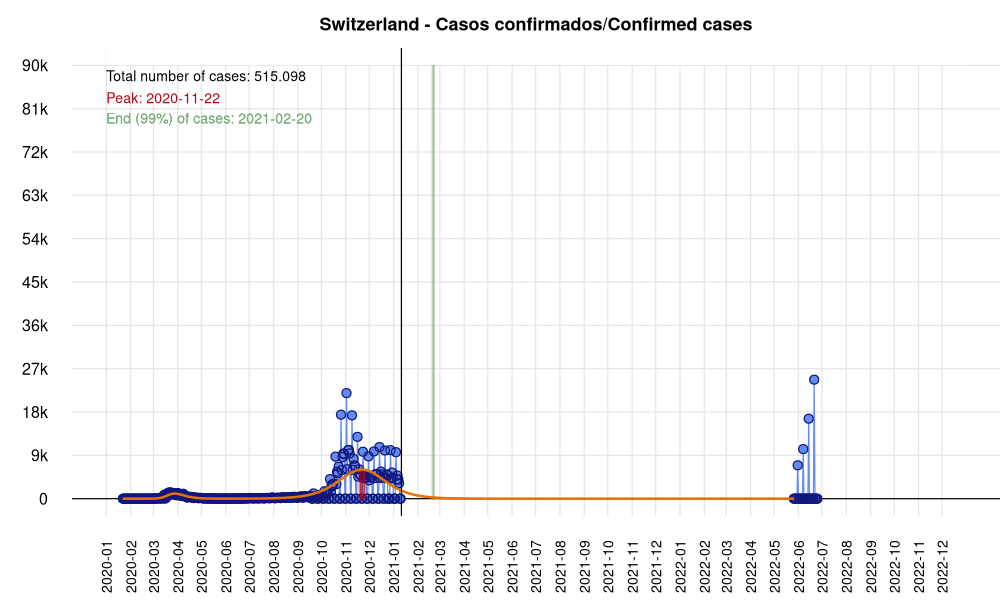 Switzerland - Casos confirmados/Confirmed cases
Total number of cases: 515.098
Peak: 2020-11-22
End (99%) of cases: 2021-02-20
90k
81k
72k
63k
54k
45k
36k
27k
18k
9k
0
2020-01
2020-02
2020-03
2020-04
2020-05
2020-06
2020-07
2020-08
2020-09
2020-10
2020-11
2020-12
2021-01
2021-02
2021-03
2021-04
2021-05
2021-06
2021-07
2021-08
2021-09
2021-10
2021-11
2021-12
2022-01
2022-02
2022-03
2022-04
2022-05
2022-06
2022-07
2022-08
2022-09
2022-10
2022-11
2022-12